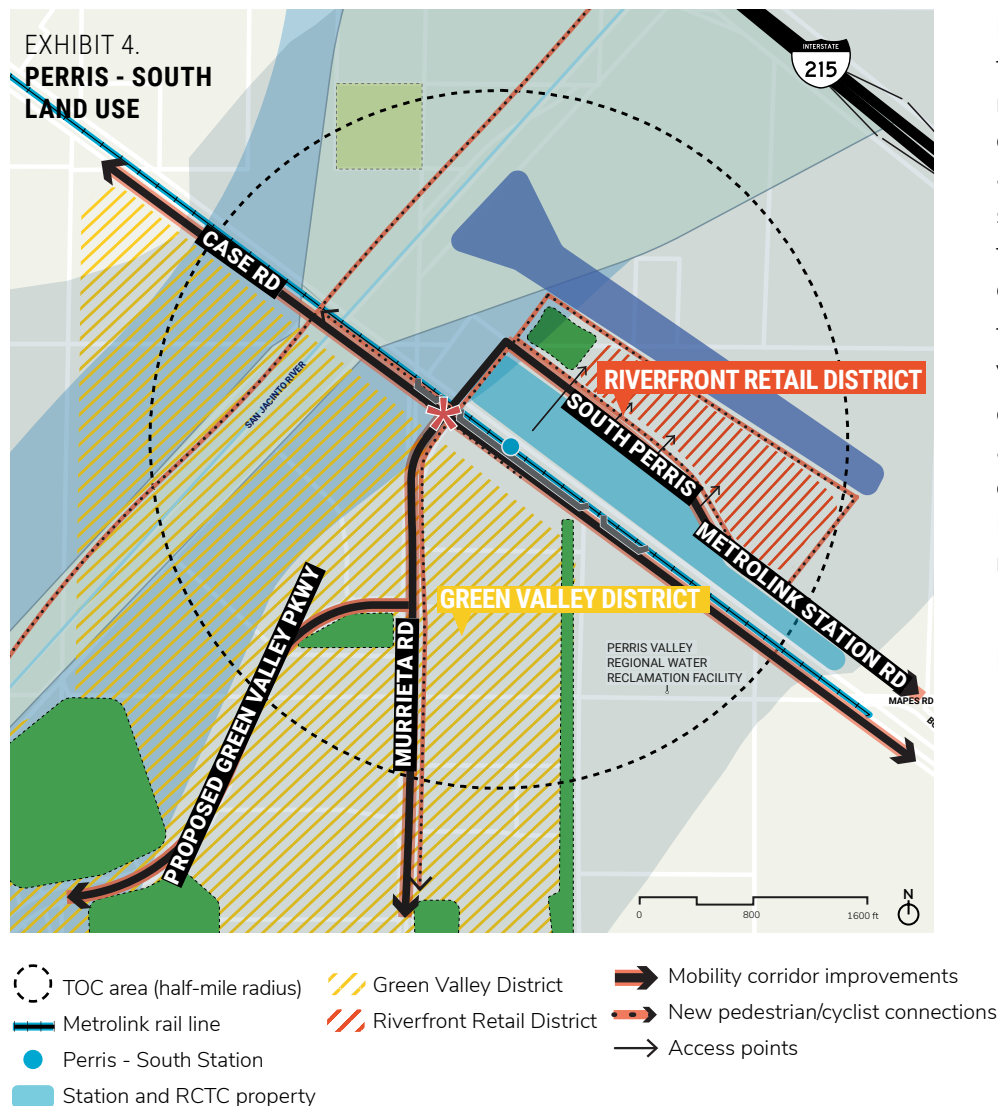 EXHIBIT 4.
PERRIS - SOUTH
LAND USE
INTERSTATE
215
CASE RD
SAN JACINTO RIVER
RIVERFRONT RETAIL DISTRICT
SOUTH PERRIS
METROLINK STATION RD
GREEN VALLEY DISTRICT
PROPOSED GREEN VALLEY PKWY
MURRIETA RD
PERRIS VALLEY
REGIONAL WATER
RECLAMATION FACILITY
MAPES RD
N
0 800 1600 ft
TOC area (half-mile radius)
Metrolink rail line
Perris - South Station
Station and RCTC property
Green Valley District
Riverfront Retail District
Mobility corridor improvements
New pedestrian/cyclist connections
Access points